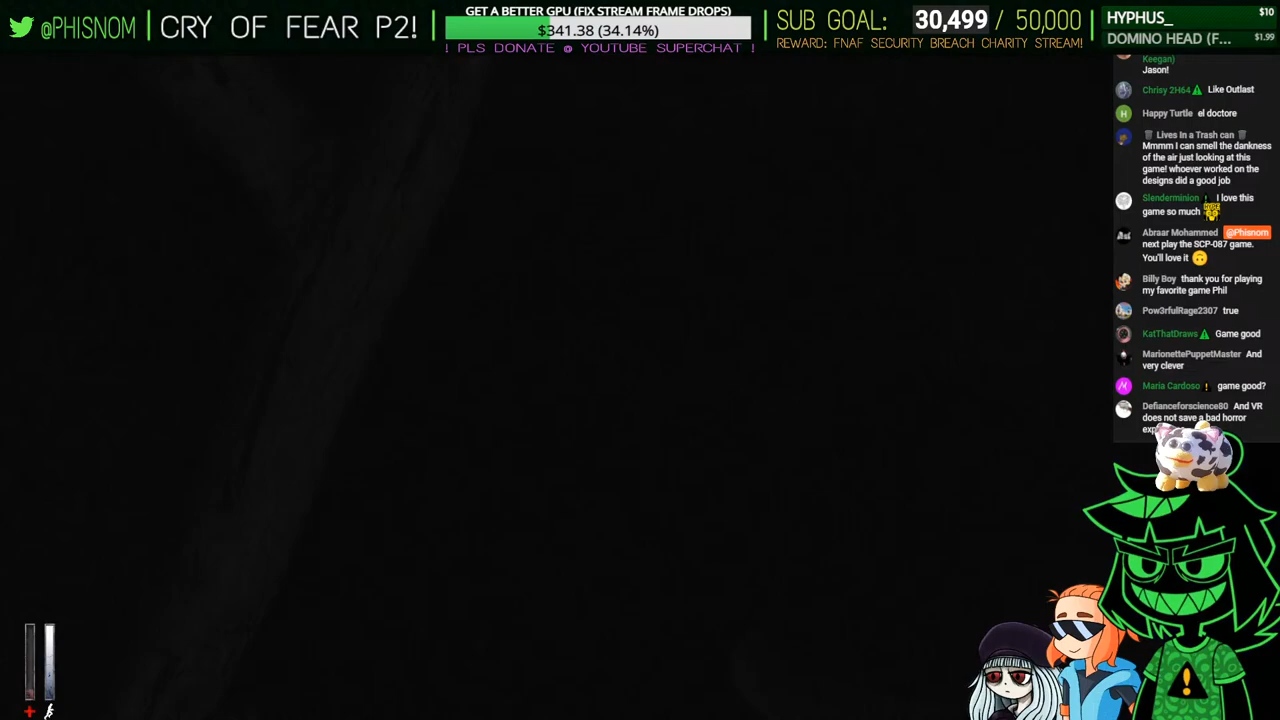 @PHISNOM
CRY OF FEAR P2!
GET A BETTER GPU (FIX STREAM FRAME DROPS)
$341.38 (34.14%)
! PLS DONATE @ YOUTUBE SUPERCHAT !
SUB GOAL: 30,499 / 50,000
REWARD: FNAF SECURITY BREACH CHARITY STREAM!
HYPHUS_ $10
DOMINO HEAD (F... $1.99
Keegan)
Jason!
Chrisy 2H64 Like Outlast
H Happy Turtle el doctore
Lives In a Trash can
Mmmm I can smell the dankness
of the air just looking at this
game! whoever worked on the
designs did a good job
Slenderminion I love this
game so much
Abraar Mohammed @Phisnom
next play the SCP-087 game.
You'll love it
Billy Boy thank you for playing
my favorite game Phil
Pow3rfulRage2307 true
KatThatDraws Game good
MarionettePuppetMaster And
very clever
Maria Cardoso game good?
Defianceforscience80 And VR
does not save a bad horror